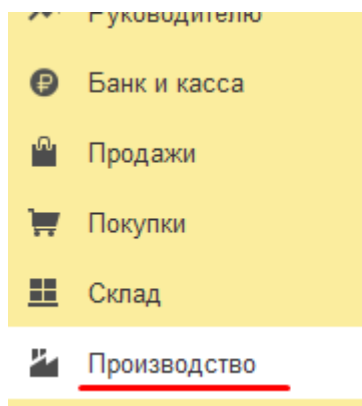 Руководителю
Банк и касса
Продажи
Покупки
Склад
Производство